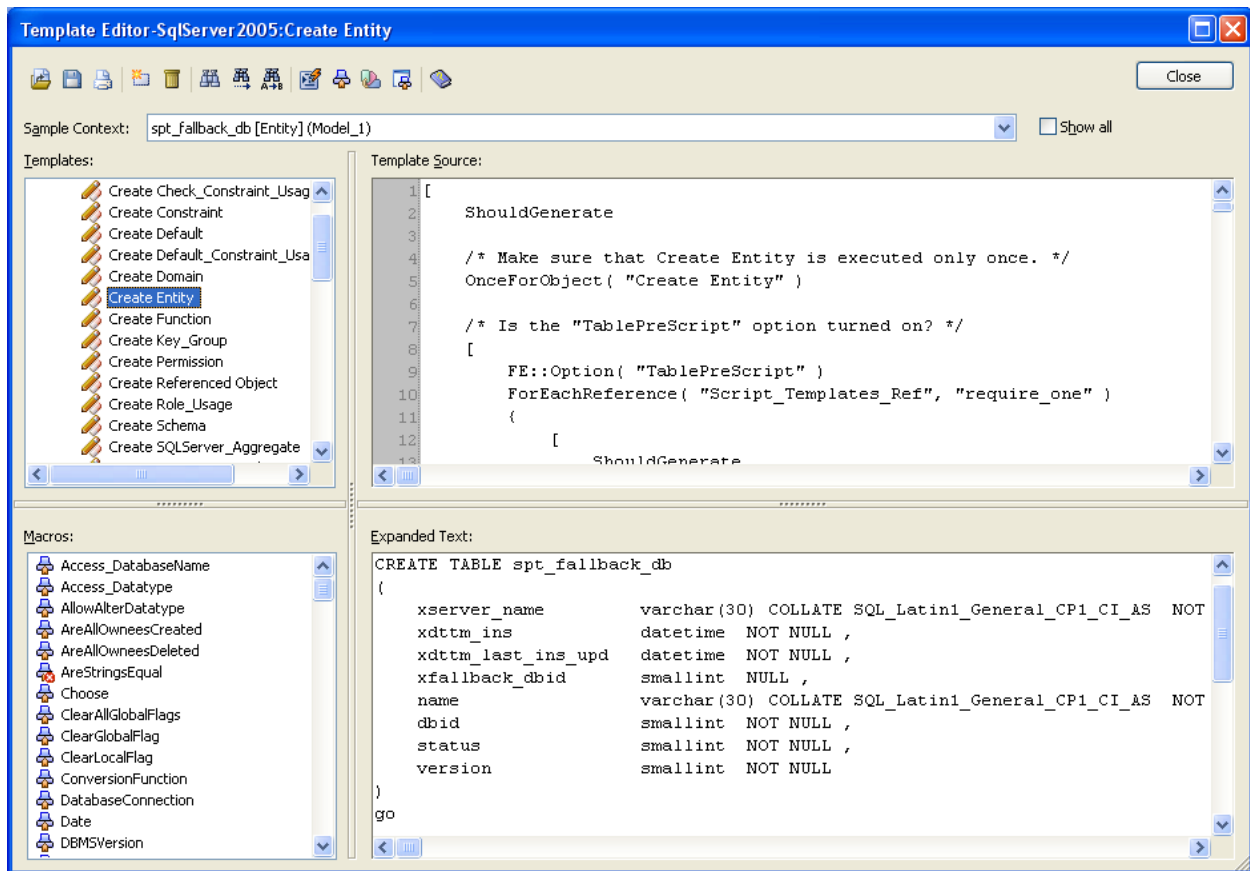 Template Editor-SqlServer2005:Create Entity
Close
Sample Context: spt_fallback_db [Entity] (Model_1) Show all
Templates:
Create Check_Constraint_Usag
Create Constraint
Create Default
Create Default_Constraint_Usa
Create Domain
Create Entity
Create Function
Create Key_Group
Create Permission
Create Referenced Object
Create Role_Usage
Create Schema
Create SQLServer_Aggregate
Template Source:
1 [
2 ShouldGenerate
3
4 /* Make sure that Create Entity is executed only once. */
5 OnceForObject( "Create Entity" )
6
7 /* Is the "TablePreScript" option turned on? */
8 [
9 FE::Option( "TablePreScript" )
10 ForEachReference( "Script_Templates_Ref", "require_one" )
11 {
12 [
13 ShouldGenerate
Macros:
Access_DatabaseName
Access_Datatype
AllowAlterDatatype
AreAllOwneesCreated
AreAllOwneesDeleted
AreStringsEqual
Choose
ClearAllGlobalFlags
ClearGlobalFlag
ClearLocalFlag
ConversionFunction
DatabaseConnection
Date
DBMSVersion
Expanded Text:
CREATE TABLE spt_fallback_db
(
xserver_name varchar(30) COLLATE SQL_Latin1_General_CP1_CI_AS NOT
xdttm_ins datetime NOT NULL ,
xdttm_last_ins_upd datetime NOT NULL ,
xfallback_dbid smallint NULL ,
name varchar(30) COLLATE SQL_Latin1_General_CP1_CI_AS NOT
dbid smallint NOT NULL ,
status smallint NOT NULL ,
version smallint NOT NULL
)
go